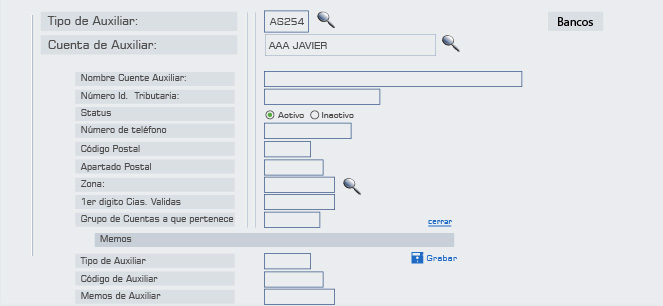 Tipo de Auxiliar: AS254 Bancos
Cuenta de Auxiliar: AAA JAVIER
Nombre Cuente Auxiliar:
Número Id. Tributaria:
Status Activo Inactivo
Número de teléfono
Código Postal
Apartado Postal
Zona:
1er digito Cias. Validas
Grupo de Cuentas a que pertenece cerrar
Memos
Tipo de Auxiliar Grabar
Código de Auxiliar
Memos de Auxiliar